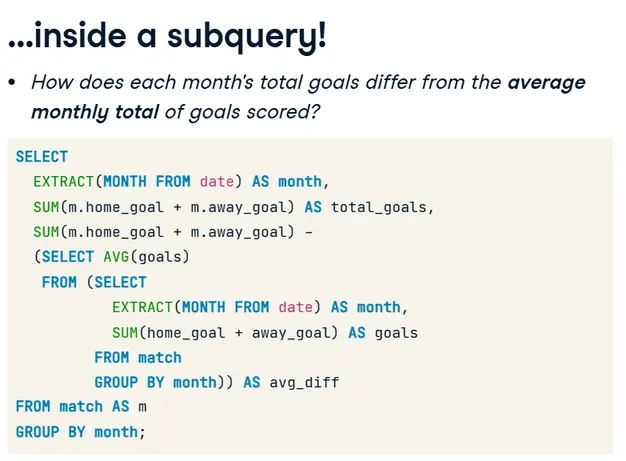 ...inside a subquery!
• How does each month's total goals differ from the average
monthly total of goals scored?
SELECT
  EXTRACT(MONTH FROM date) AS month,
  SUM(m.home_goal + m.away_goal) AS total_goals,
  SUM(m.home_goal + m.away_goal) –
  (SELECT AVG(goals)
   FROM (SELECT
           EXTRACT(MONTH FROM date) AS month,
           SUM(home_goal + away_goal) AS goals
         FROM match
         GROUP BY month)) AS avg_diff
FROM match AS m
GROUP BY month;